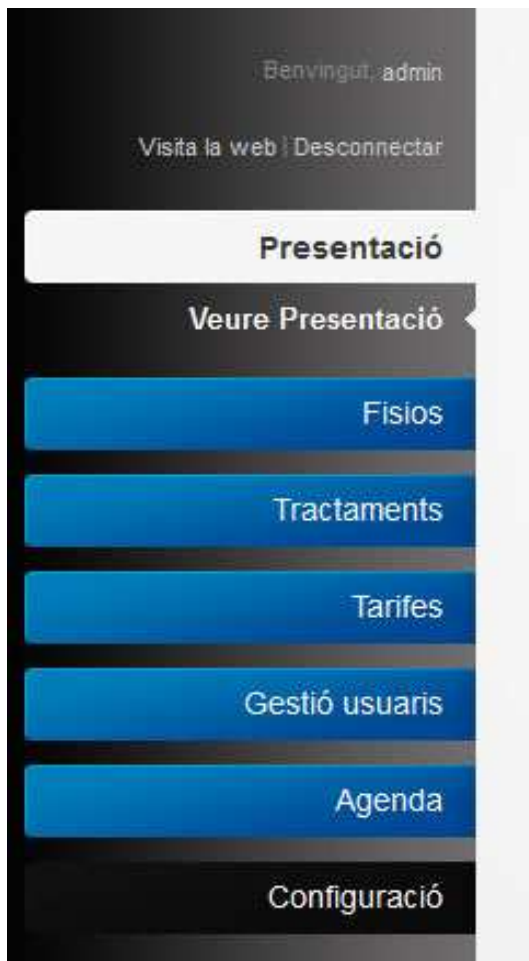 Benvingut, admin
Visita la web | Desconnectar
Presentació
Veure Presentació
Fisios
Tractaments
Tarifes
Gestió usuaris
Agenda
Configuració